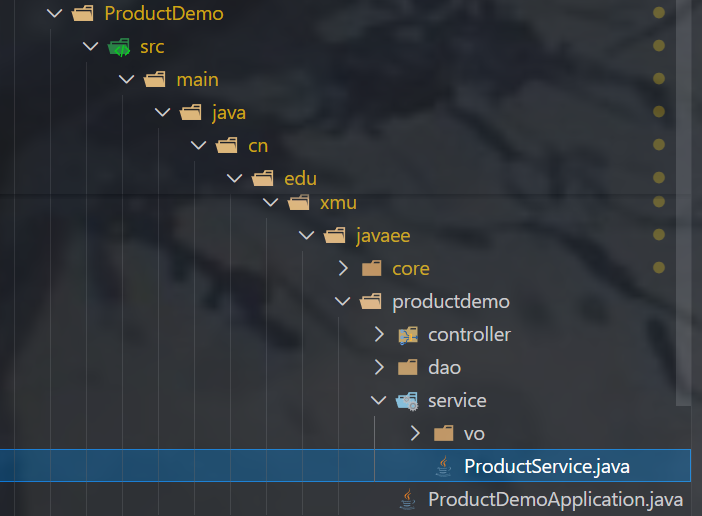 ProductDemo
src
main
java
cn
edu
xmu
javaee
core
productdemo
controller
dao
service
vo
ProductService.java
ProductDemoApplication.java